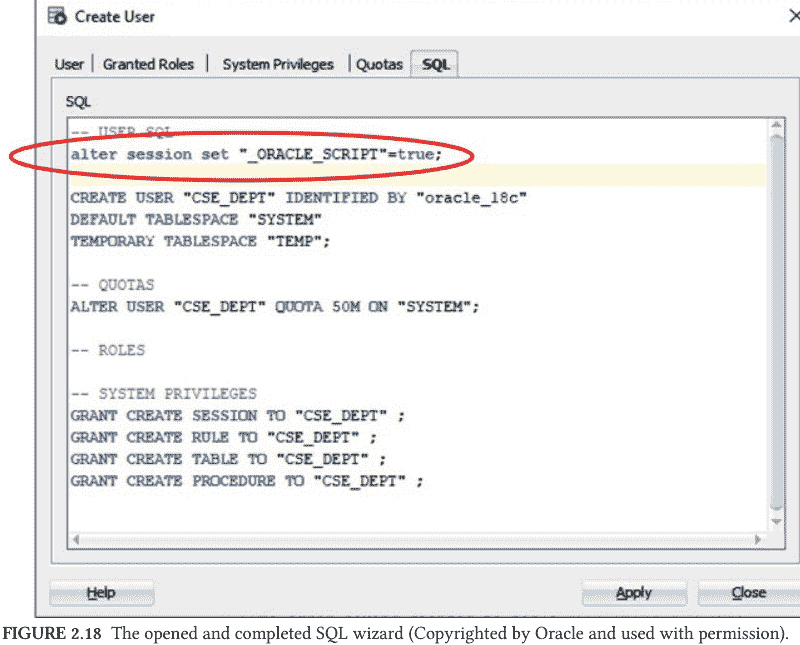 Create User
User Granted Roles System Privileges Quotas SQL
SQL
-- USER SQL
alter session set "_ORACLE_SCRIPT"=true;
CREATE USER "CSE_DEPT" IDENTIFIED BY "oracle_18c"
DEFAULT TABLESPACE "SYSTEM"
TEMPORARY TABLESPACE "TEMP";
-- QUOTAS
ALTER USER "CSE_DEPT" QUOTA 50M ON "SYSTEM";
-- ROLES
-- SYSTEM PRIVILEGES
GRANT CREATE SESSION TO "CSE_DEPT" ;
GRANT CREATE RULE TO "CSE_DEPT" ;
GRANT CREATE TABLE TO "CSE_DEPT" ;
GRANT CREATE PROCEDURE TO "CSE_DEPT" ;
Help Apply Close
FIGURE 2.18 The opened and completed SQL wizard (Copyrighted by Oracle and used with permission).